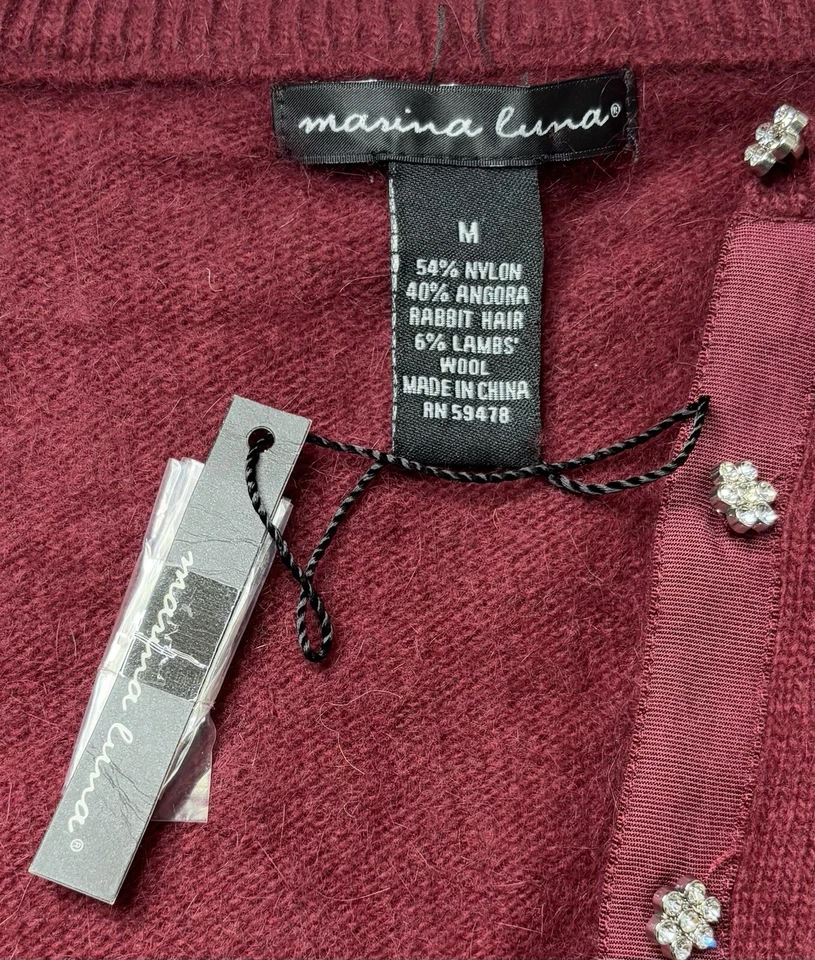 marina luna®
M
54% NYLON
40% ANGORA
RABBIT HAIR
6% LAMBS'
WOOL
MADE IN CHINA
RN 59478
marina luna®